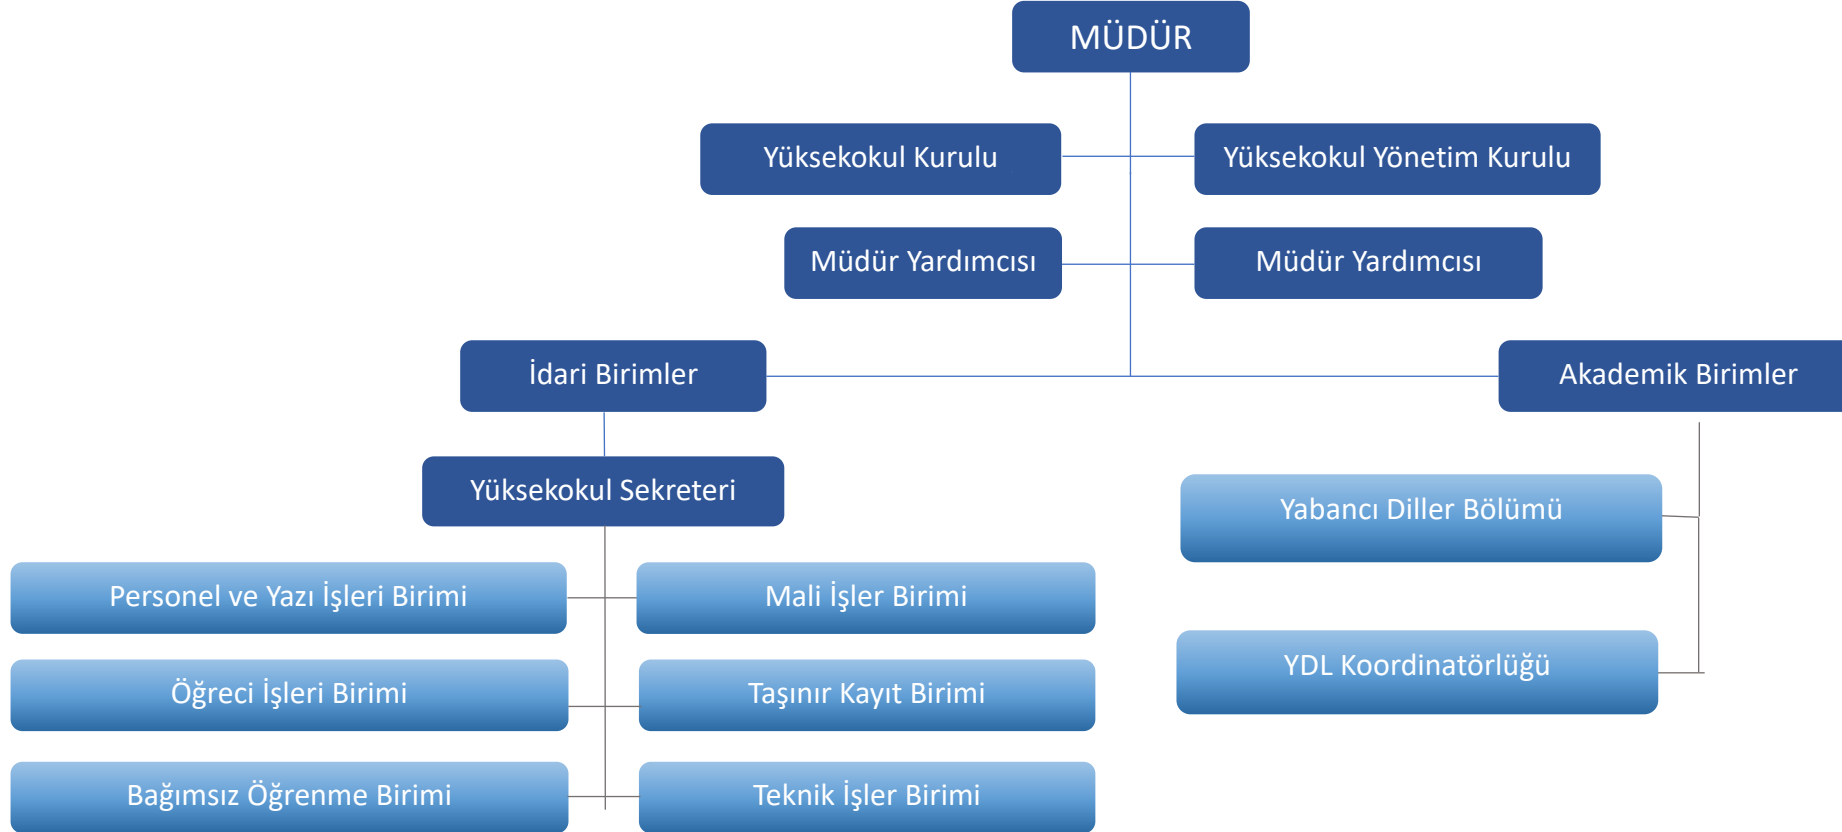 MÜDÜR
Yüksekokul Kurulu
Yüksekokul Yönetim Kurulu
Müdür Yardımcısı
Müdür Yardımcısı
İdari Birimler
Akademik Birimler
Yüksekokul Sekreteri
Yabancı Diller Bölümü
Personel ve Yazı İşleri Birimi
Mali İşler Birimi
YDL Koordinatörlüğü
Öğreci İşleri Birimi
Taşınır Kayıt Birimi
Bağımsız Öğrenme Birimi
Teknik İşler Birimi